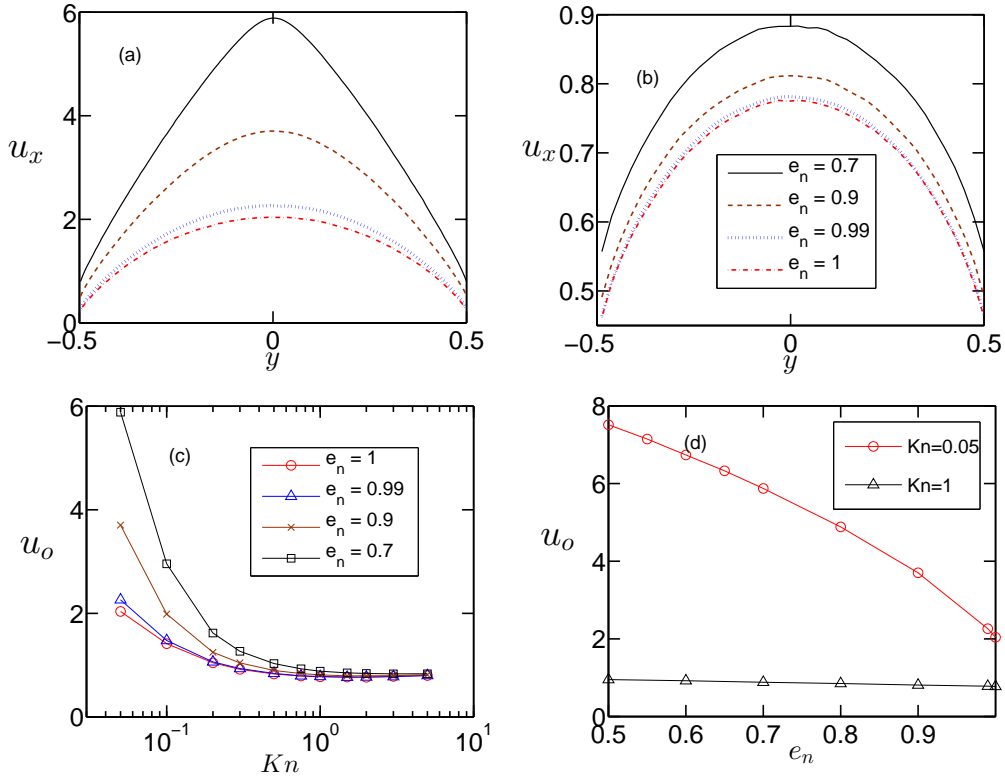 (a)
6
4
2
0
−0.5
0
0.5
u_x
y
(b)
0.9
0.8
0.7
0.6
0.5
−0.5
0
0.5
u_x
y
e_n = 0.7
e_n = 0.9
e_n = 0.99
e_n = 1
(c)
6
4
2
0
10^−1
10^0
10^1
u_o
Kn
e_n = 1
e_n = 0.99
e_n = 0.9
e_n = 0.7
(d)
8
6
4
2
0
0.5
0.6
0.7
0.8
0.9
u_o
e_n
Kn=0.05
Kn=1